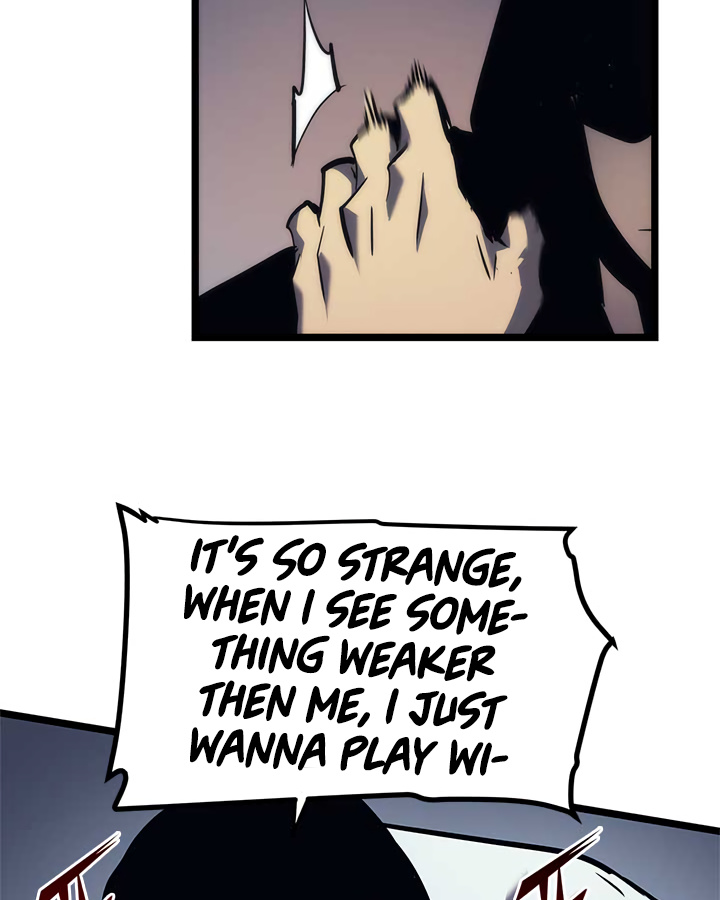 IT'S SO STRANGE,
WHEN I SEE SOME-
THING WEAKER
THEN ME, I JUST
WANNA PLAY WI-